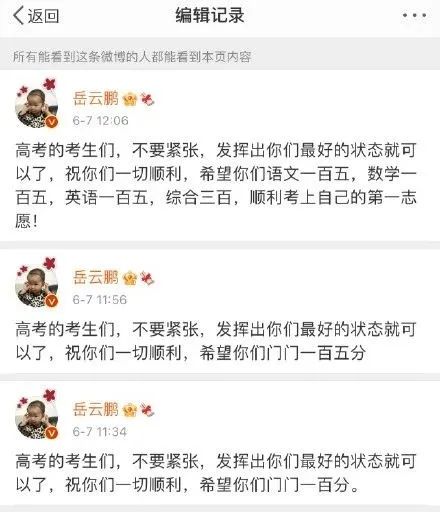 返回
编辑记录
所有能看到这条微博的人都能看到本页内容
岳云鹏
6-7 12:06
高考的考生们，不要紧张，发挥出你们最好的状态就可
以了，祝你们一切顺利，希望你们语文一百五，数学一
百五，英语一百五，综合三百，顺利考上自己的第一志
愿！
岳云鹏
6-7 11:56
高考的考生们，不要紧张，发挥出你们最好的状态就可
以了，祝你们一切顺利，希望你们门门一百五分
岳云鹏
6-7 11:34
高考的考生们，不要紧张，发挥出你们最好的状态就可
以了，祝你们一切顺利，希望你们门门一百分。